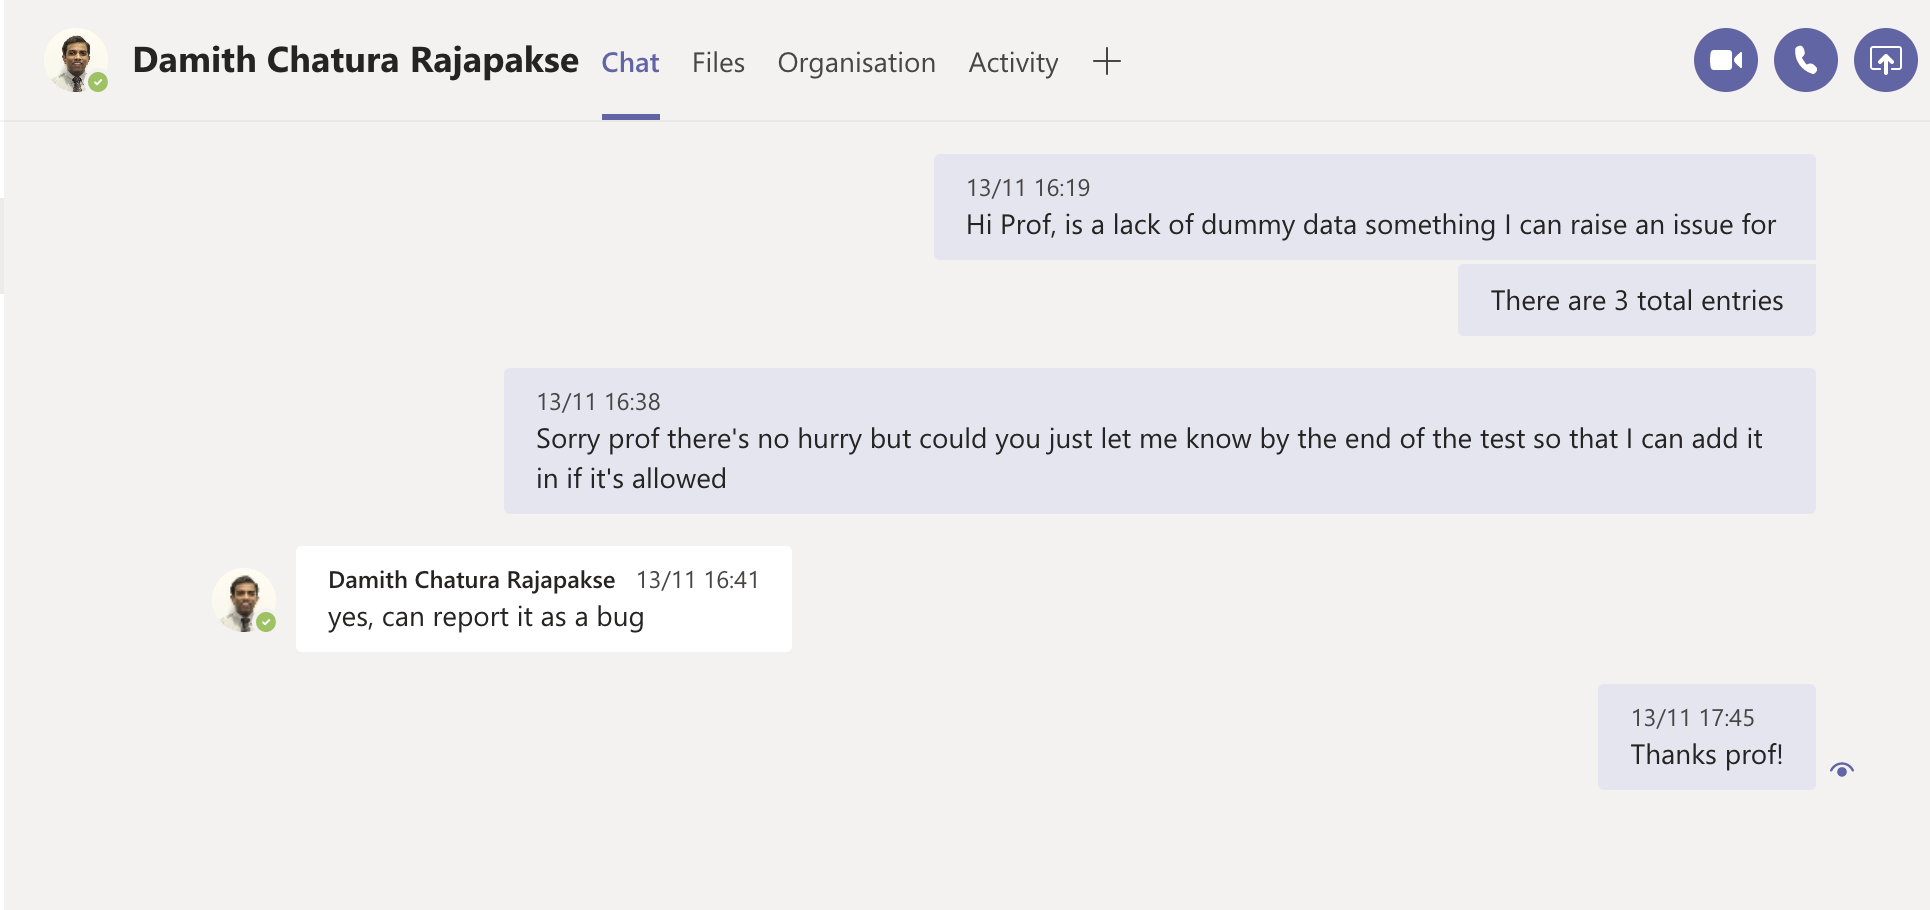 Damith Chatura Rajapakse Chat Files Organisation Activity
13/11 16:19
Hi Prof, is a lack of dummy data something I can raise an issue for
There are 3 total entries
13/11 16:38
Sorry prof there's no hurry but could you just let me know by the end of the test so that I can add it
in if it's allowed
Damith Chatura Rajapakse 13/11 16:41
yes, can report it as a bug
13/11 17:45
Thanks prof!